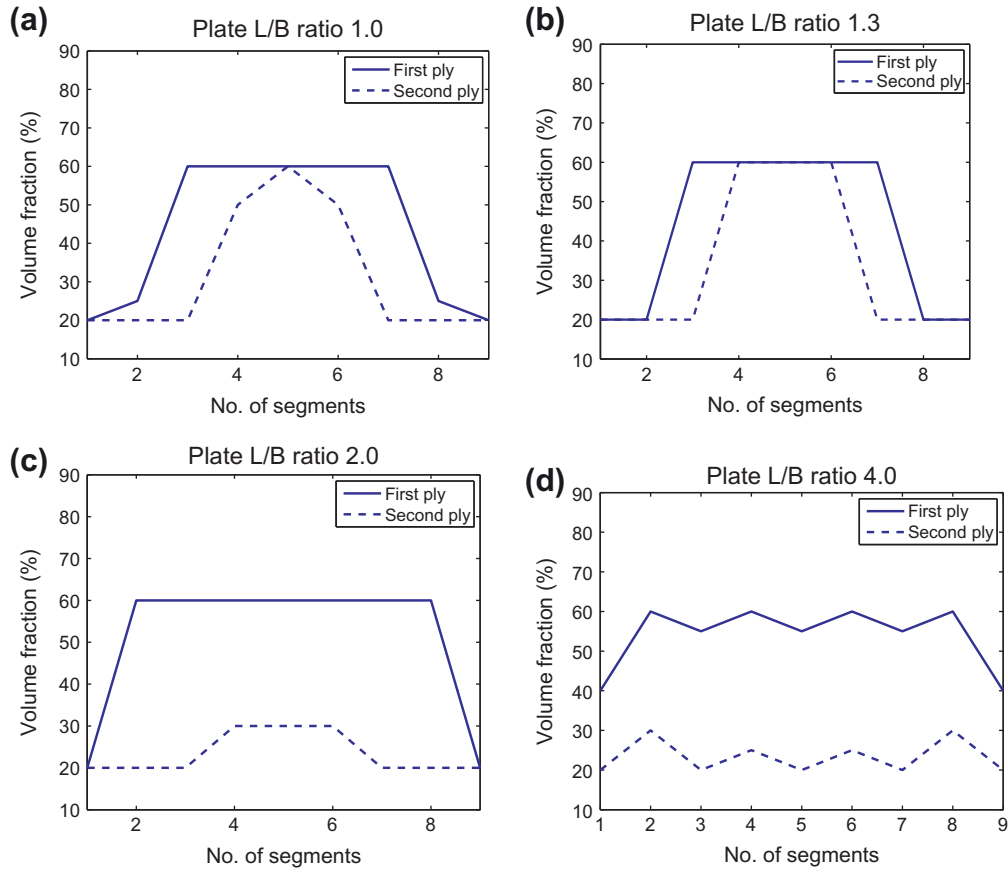 (a)
Plate L/B ratio 1.0
90
80
70
60
50
40
30
20
10
Volume fraction (%)
First ply
Second ply
2
4
6
8
No. of segments
(b)
Plate L/B ratio 1.3
90
80
70
60
50
40
30
20
10
Volume fraction (%)
First ply
Second ply
2
4
6
8
No. of segments
(c)
Plate L/B ratio 2.0
90
80
70
60
50
40
30
20
10
Volume fraction (%)
First ply
Second ply
2
4
6
8
No. of segments
(d)
Plate L/B ratio 4.0
90
80
70
60
50
40
30
20
10
Volume fraction (%)
First ply
Second ply
1
2
3
4
5
6
7
8
9
No. of segments